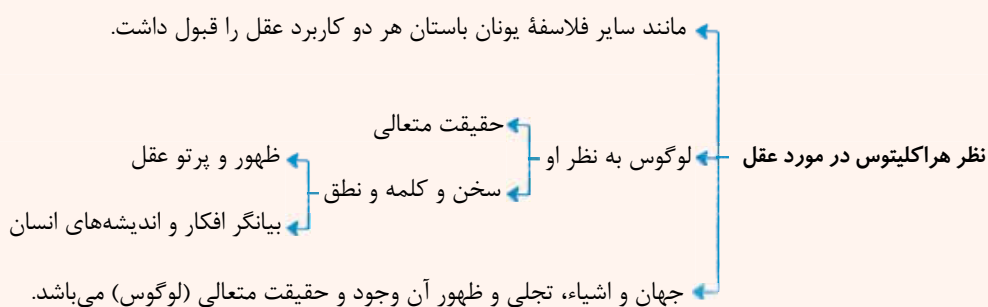 مانند سایر فلاسفهٔ یونان باستان هر دو کاربرد عقل را قبول داشت.
نظر هراکلیتوس در مورد عقل
لوگوس به نظر او
حقیقت متعالی
سخن و کلمه و نطق
ظهور و پرتو عقل
بیانگر افکار و اندیشه‌های انسان
جهان و اشیاء، تجلی و ظهور آن وجود و حقیقت متعالی (لوگوس) می‌باشد.